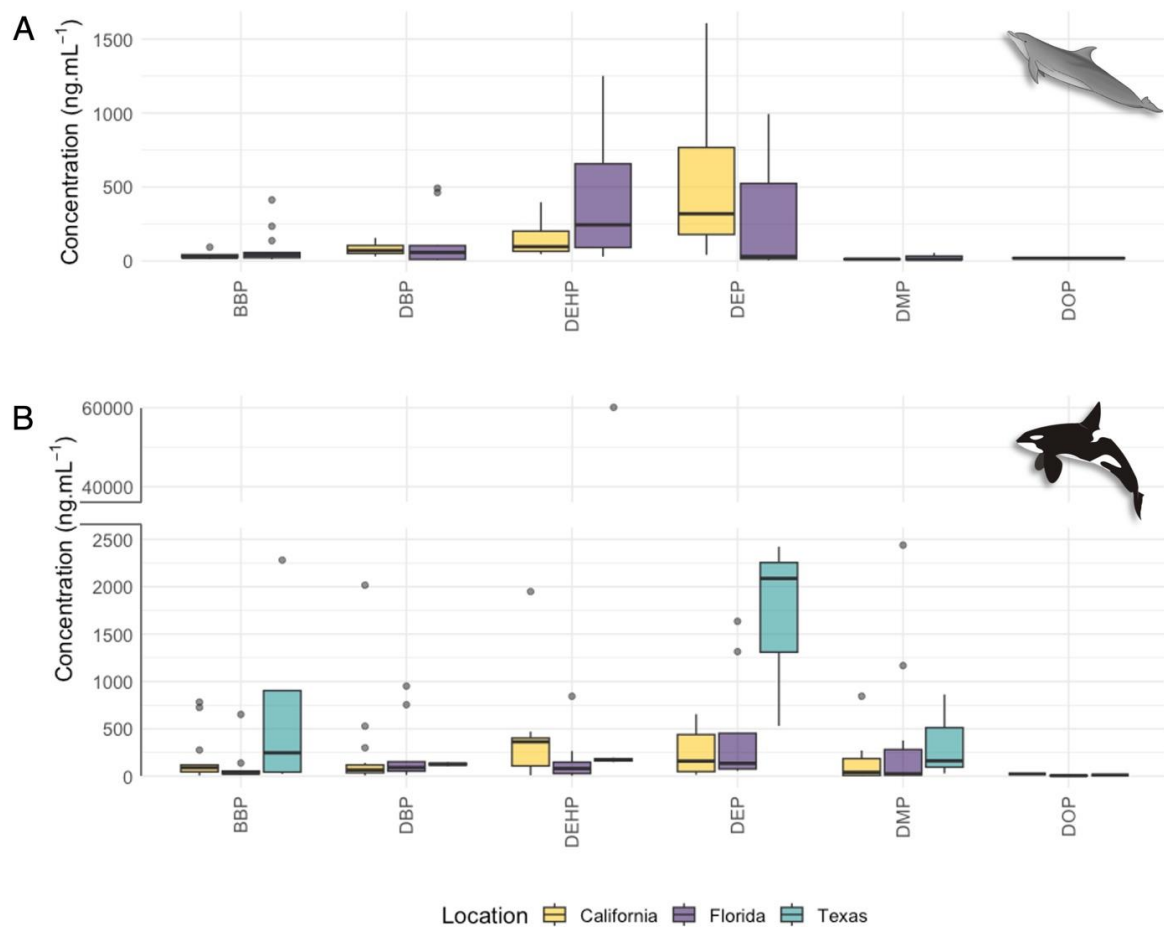 A
Concentration (ng.mL⁻¹)
1500
1000
500
0
BBP
DBP
DEHP
DEP
DMP
DOP
B
Concentration (ng.mL⁻¹)
60000
40000
2500
2000
1500
1000
500
0
BBP
DBP
DEHP
DEP
DMP
DOP
Location California Florida Texas